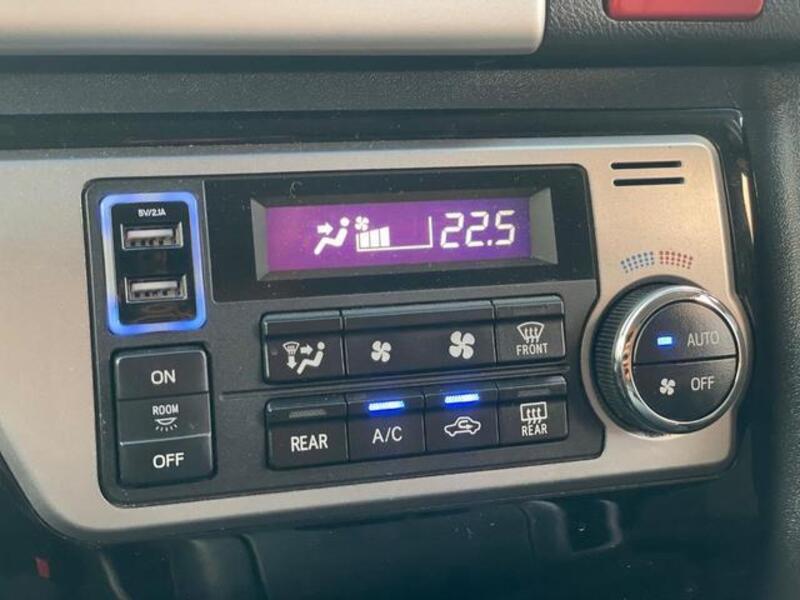 5V/2.1A
22.5
AUTO
OFF
FRONT
ON
ROOM
OFF
REAR
A/C
REAR